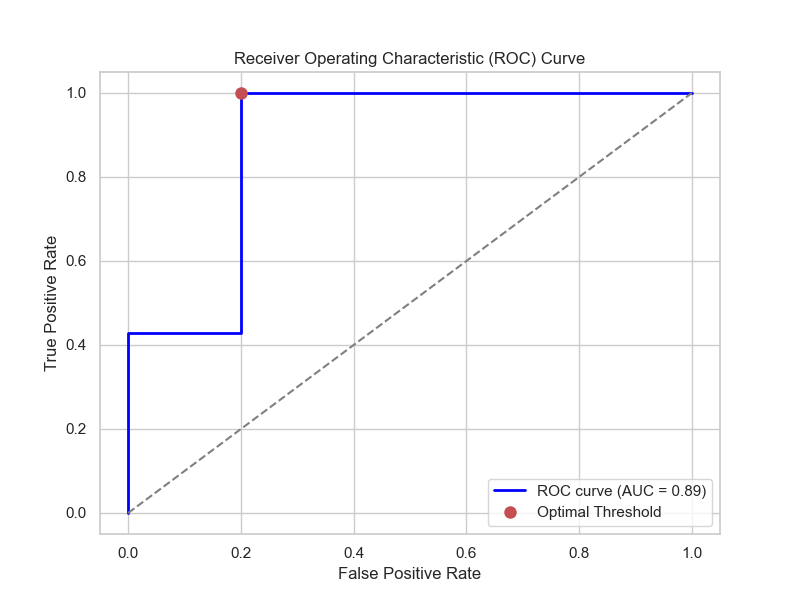 Receiver Operating Characteristic (ROC) Curve
True Positive Rate
1.0
0.8
0.6
0.4
0.2
0.0
0.0 0.2 0.4 0.6 0.8 1.0
False Positive Rate
ROC curve (AUC = 0.89)
Optimal Threshold